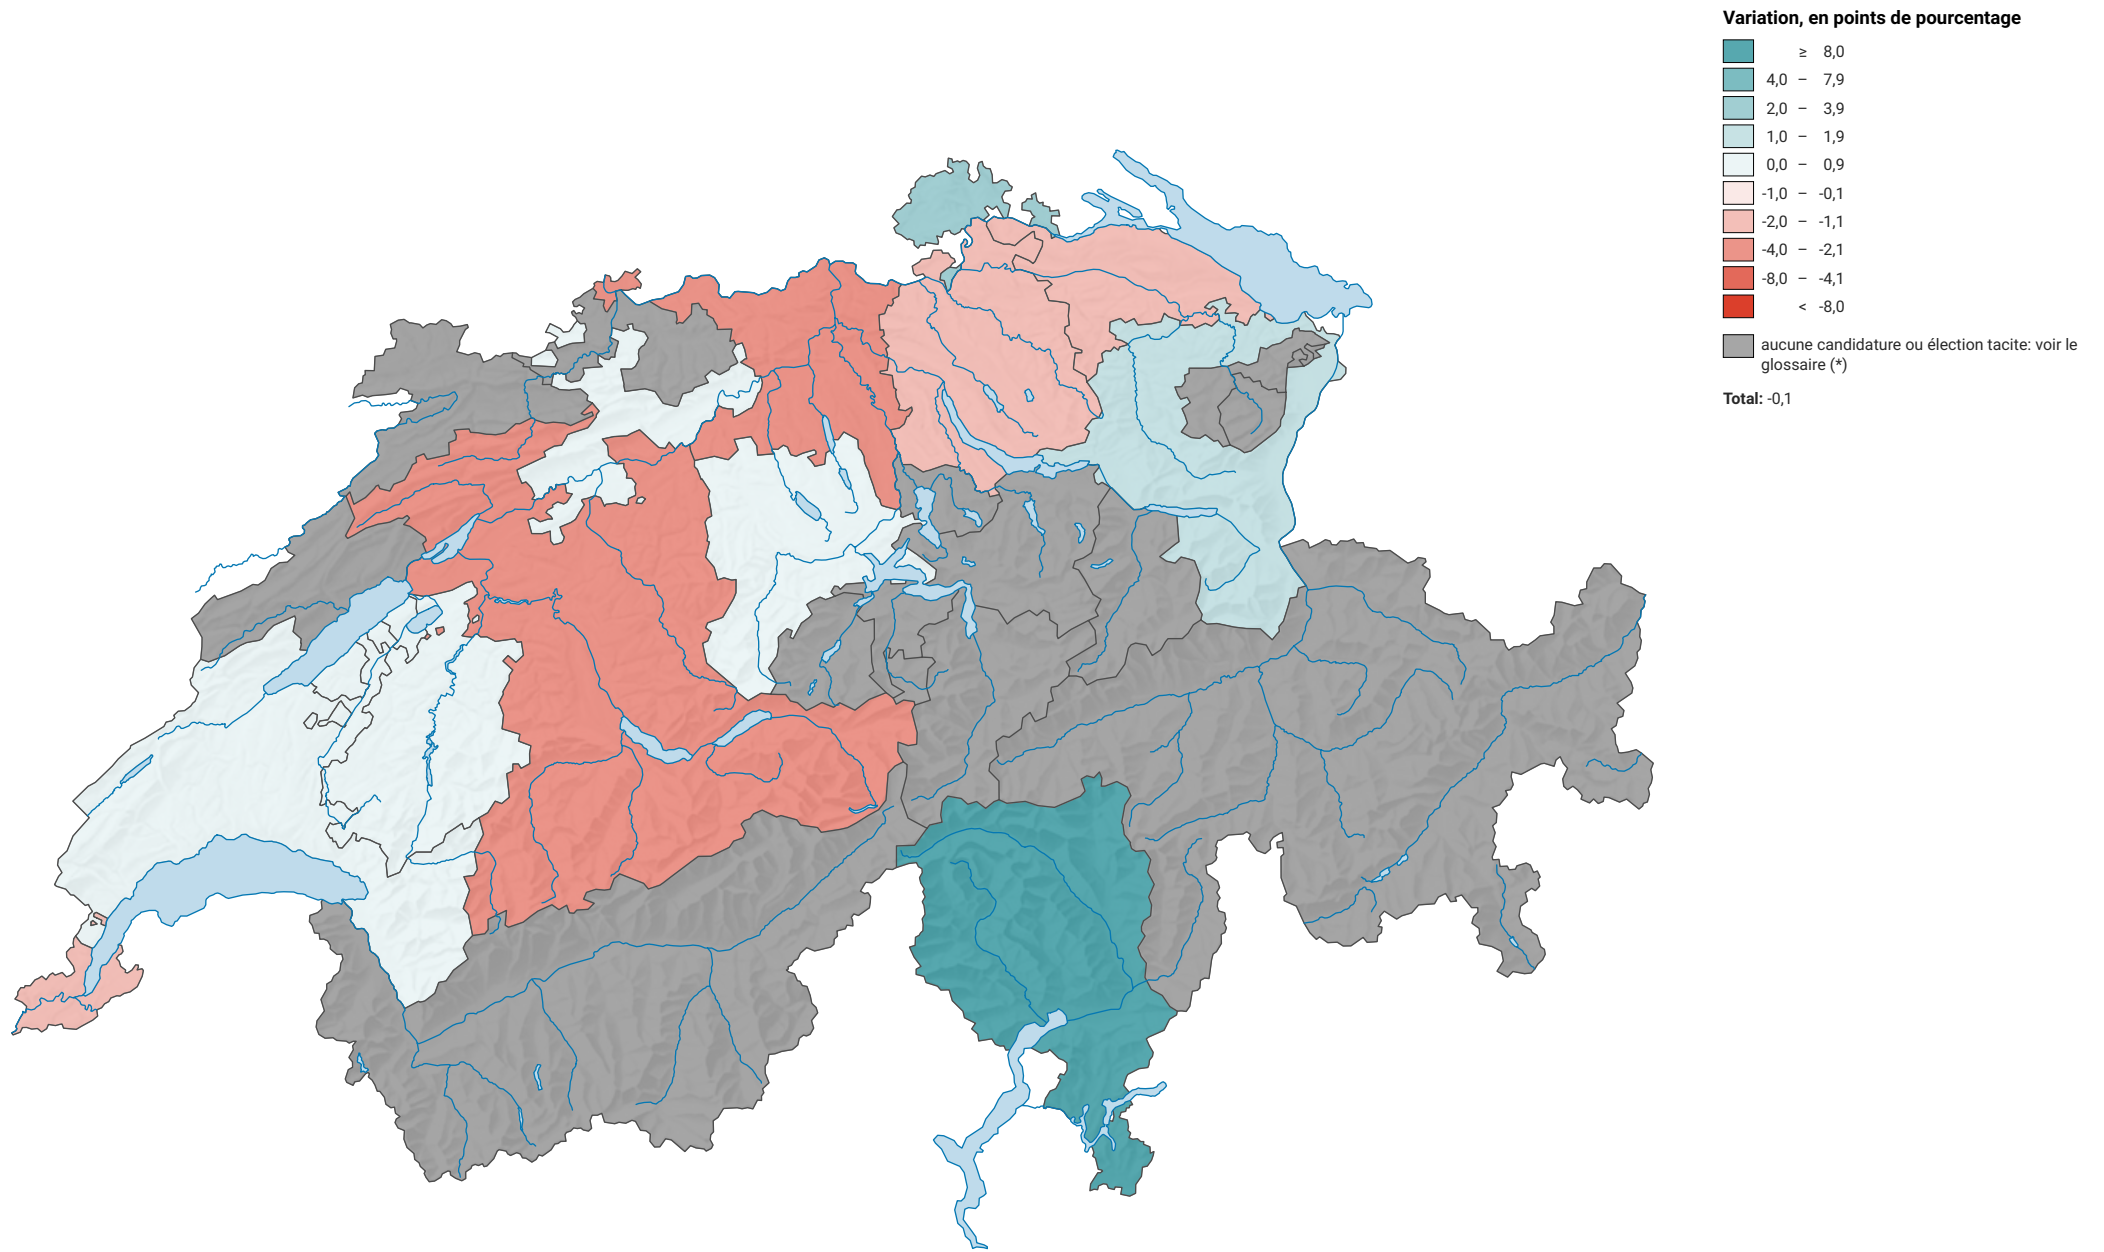 Variation, en points de pourcentage
≥ 8,0
4,0 – 7,9
2,0 – 3,9
1,0 – 1,9
0,0 – 0,9
-1,0 – -0,1
-2,0 – -1,1
-4,0 – -2,1
-8,0 – -4,1
< -8,0
aucune candidature ou élection tacite: voir le
glossaire (*)
Total: -0,1